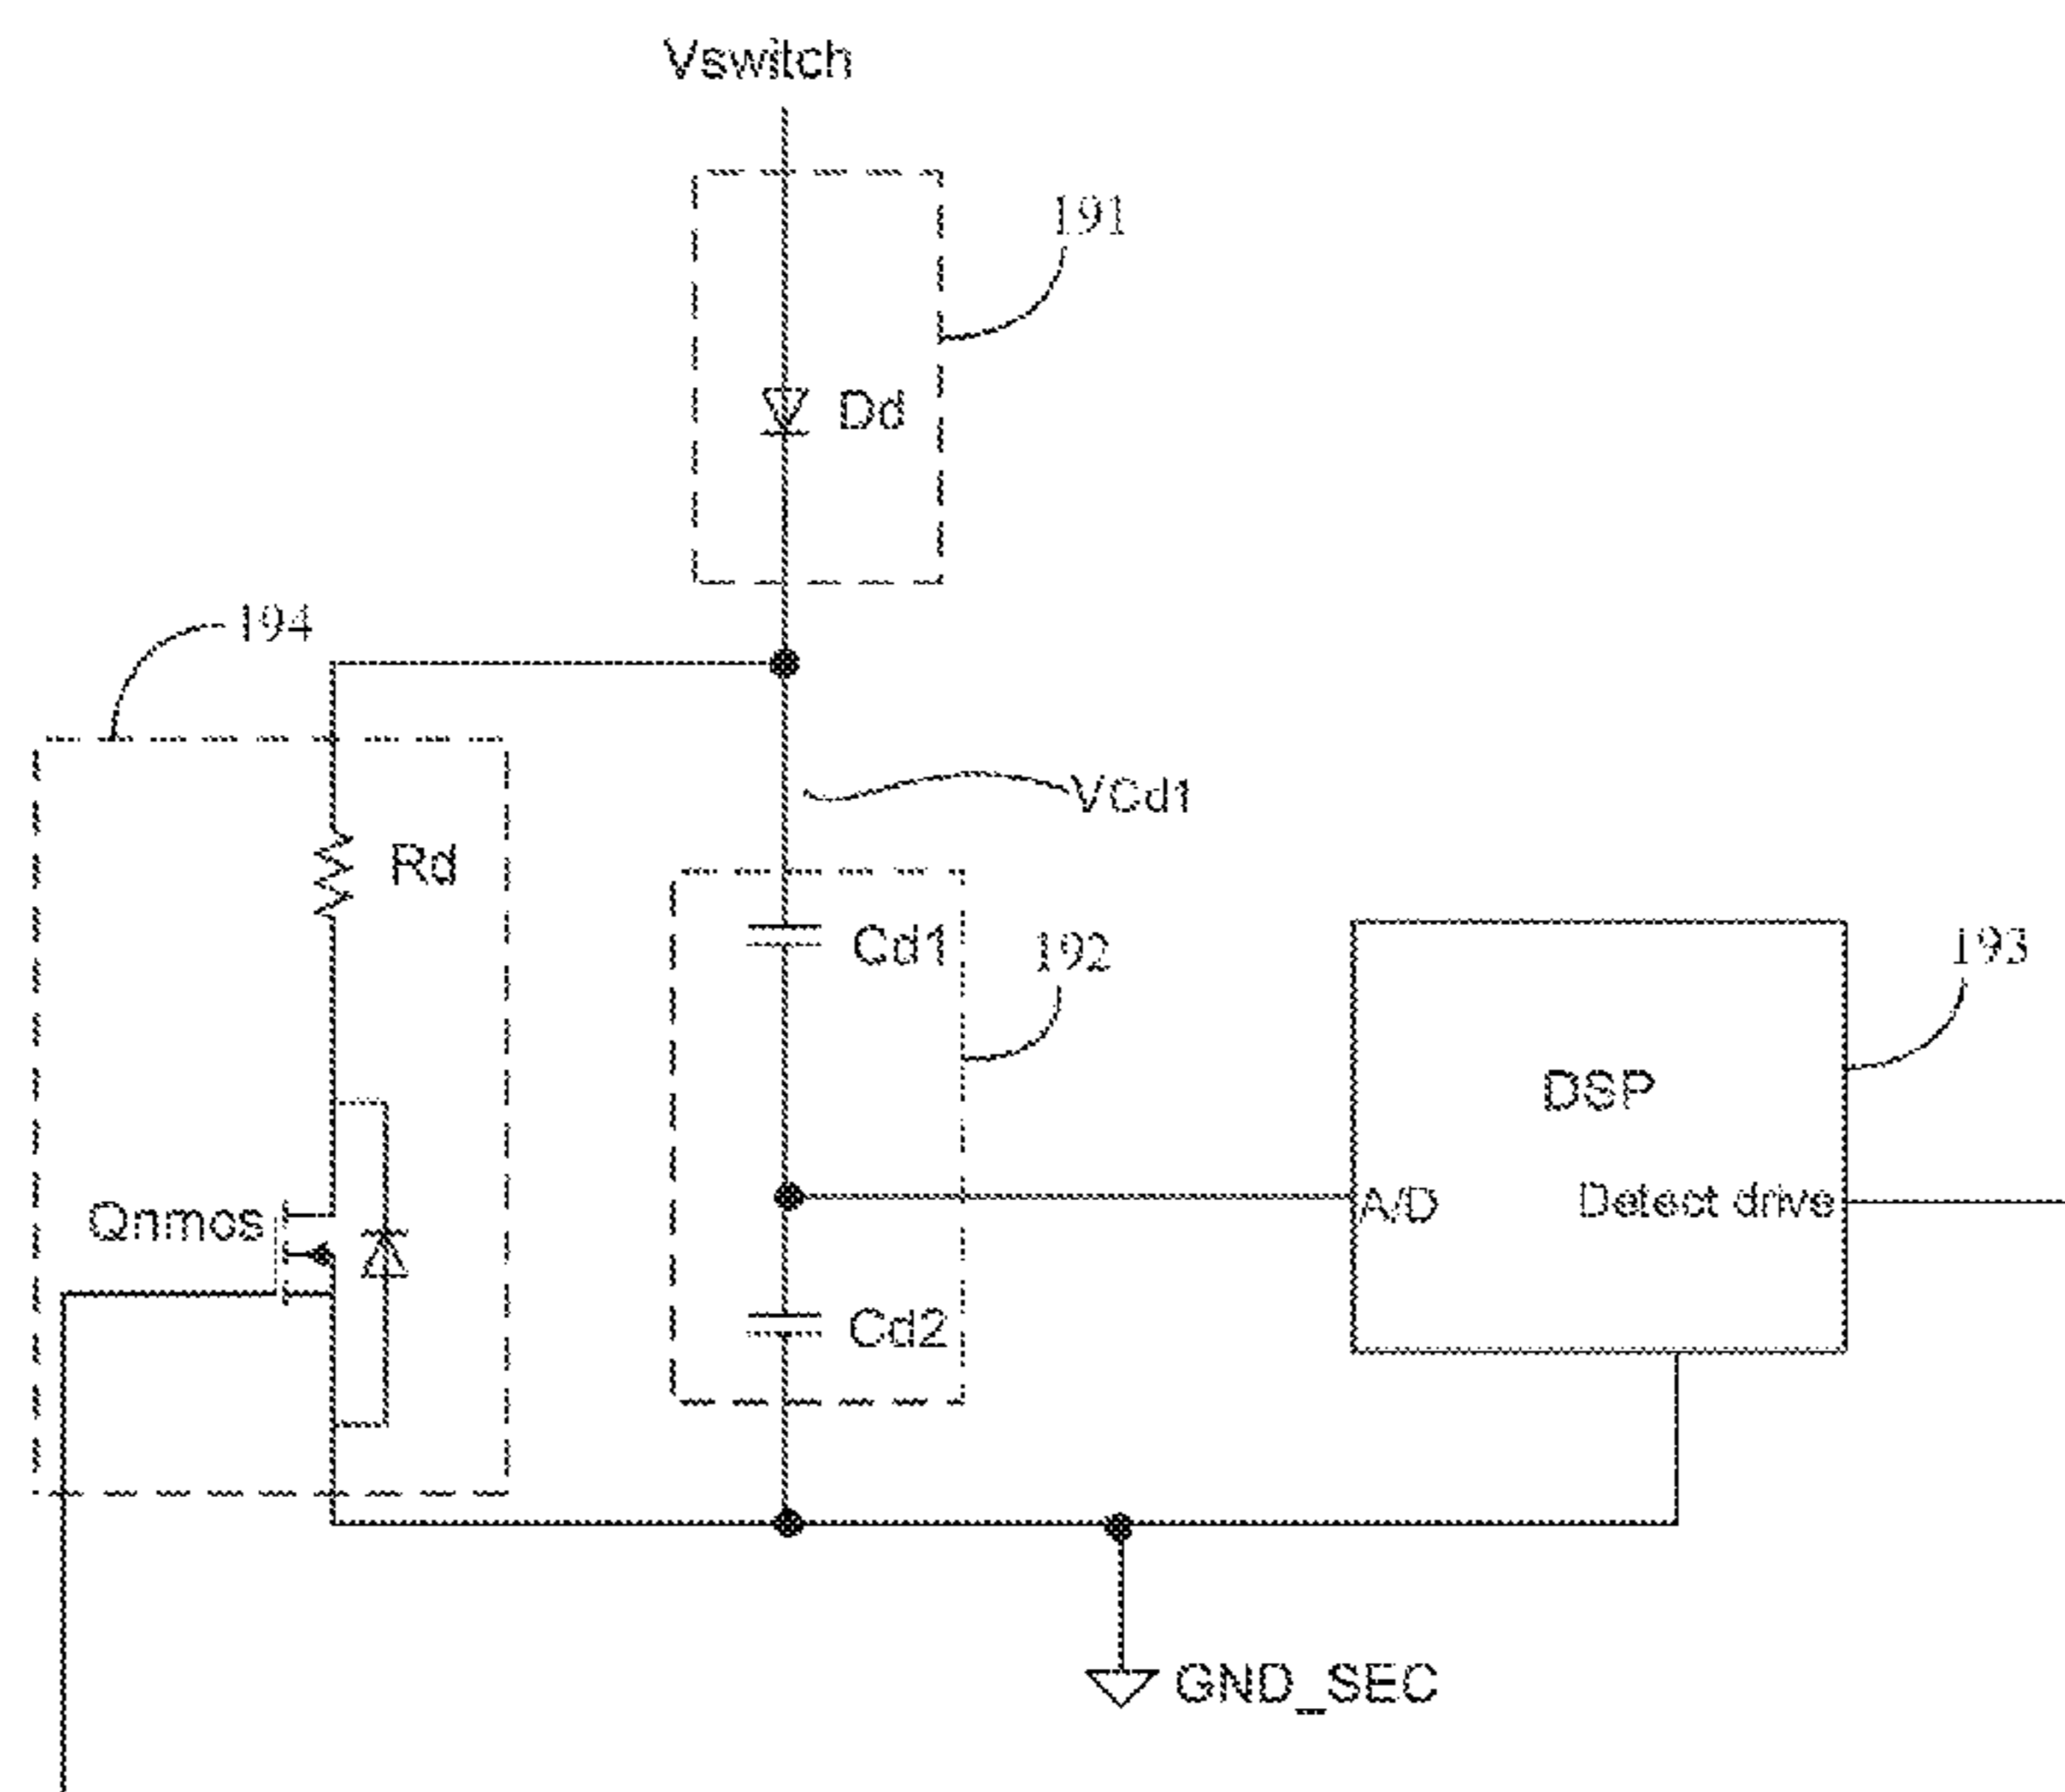 Vswitch
191
Dd
194
VCd1
Rd
Cd1
192
193
DSP
Qnmos
A/D
Detect drive
Cd2
GND_SEC